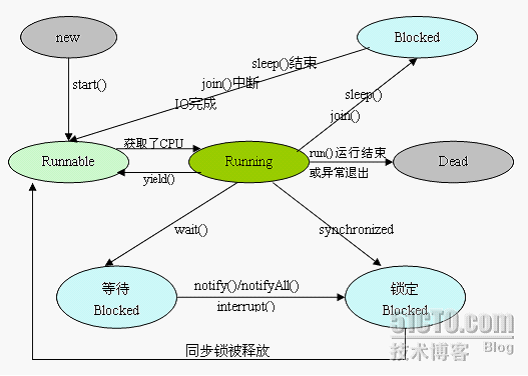 new
Blocked
sleep()结束
join()中断
IO完成
start()
sleep()
join()
获取了CPU
Runnable
Running
run()运行结束
或异常退出
Dead
yield()
wait()
synchronized
等待
Blocked
notify()/notifyAll()
interrupt()
锁定
Blocked
同步锁被释放
51CTO.com
技术博客 Blog